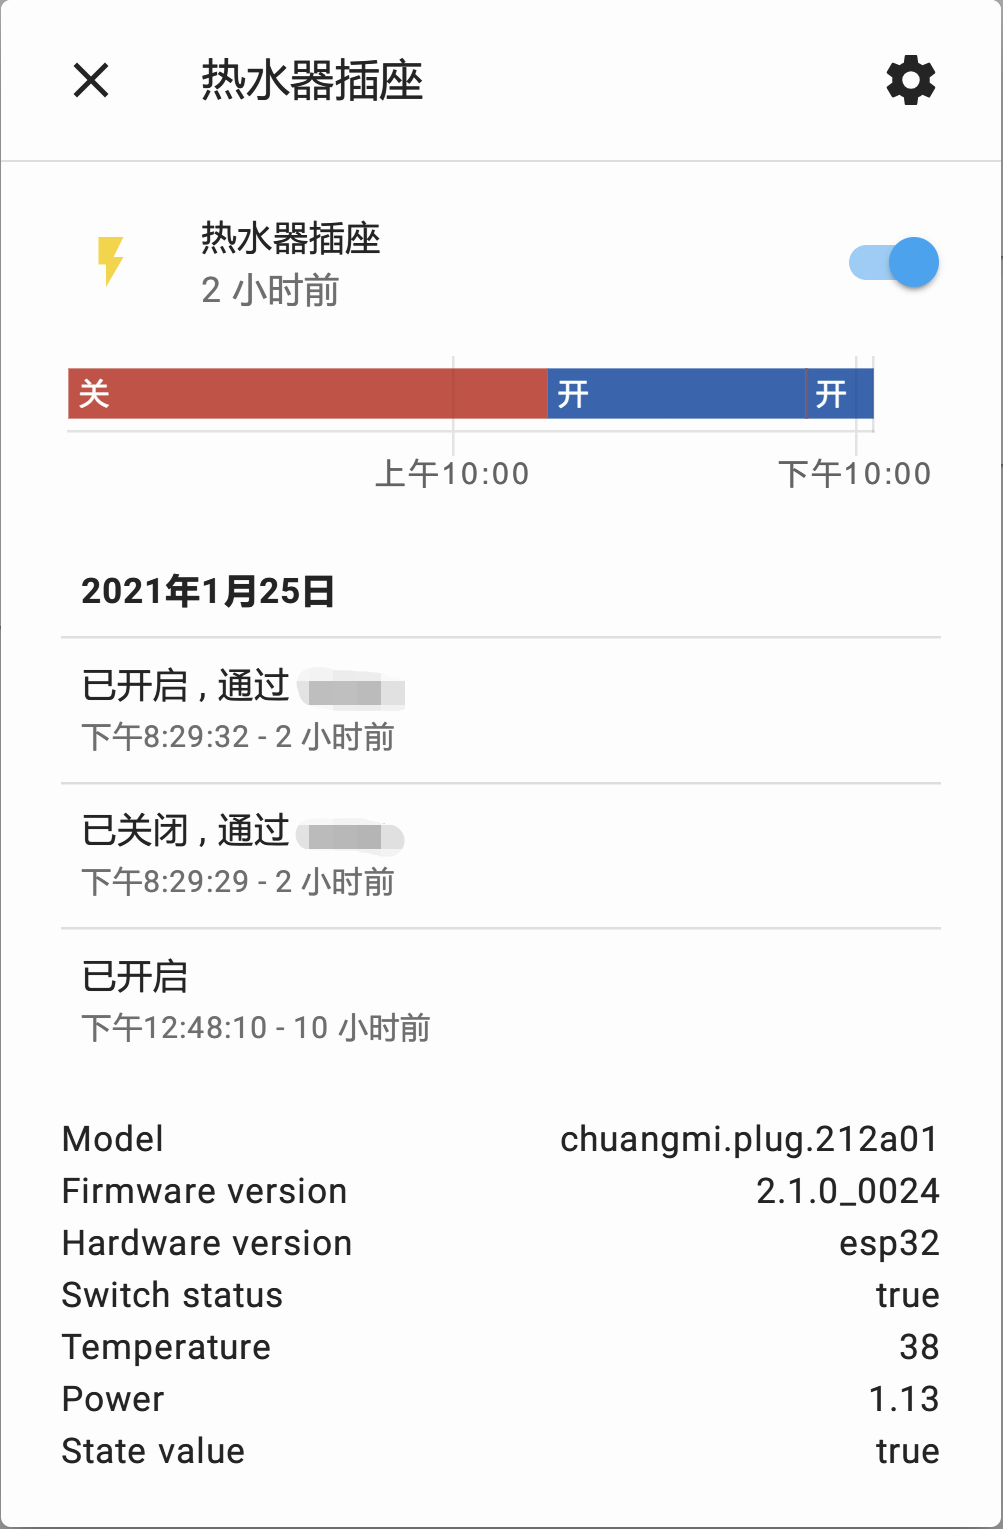 热水器插座
热水器插座
2 小时前
关 开 开
上午10:00 下午10:00
2021年1月25日
已开启 , 通过
下午8:29:32 - 2 小时前
已关闭 , 通过
下午8:29:29 - 2 小时前
已开启
下午12:48:10 - 10 小时前
Model chuangmi.plug.212a01
Firmware version 2.1.0_0024
Hardware version esp32
Switch status true
Temperature 38
Power 1.13
State value true